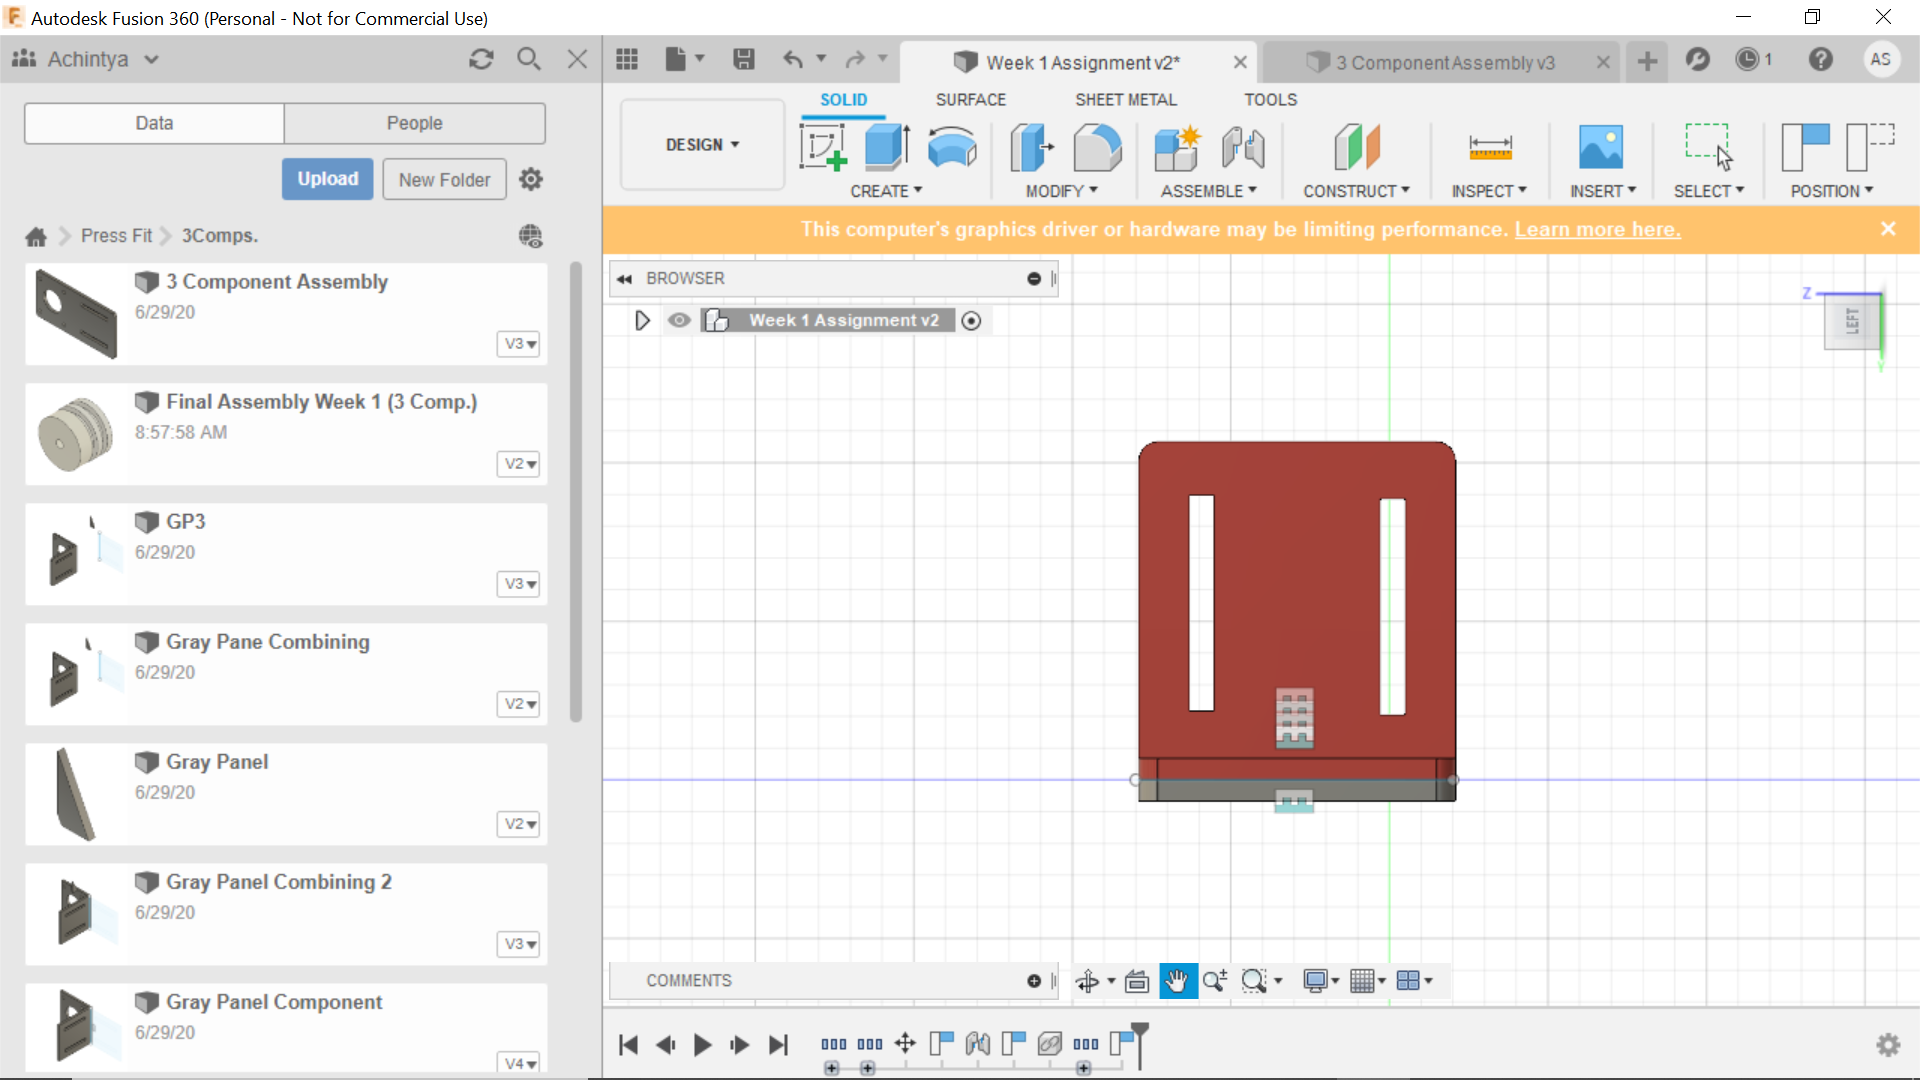 Autodesk Fusion 360 (Personal - Not for Commercial Use)
Achintya
Week 1 Assignment v2*
3 Component Assembly v3
1
AS
Data
People
Upload
New Folder
Press Fit
3Comps.
3 Component Assembly
6/29/20
V3
Final Assembly Week 1 (3 Comp.)
8:57:58 AM
V2
GP3
6/29/20
V3
Gray Pane Combining
6/29/20
V2
Gray Panel
6/29/20
V2
Gray Panel Combining 2
6/29/20
V3
Gray Panel Component
6/29/20
V4
DESIGN
SOLID
SURFACE
SHEET METAL
TOOLS
CREATE
MODIFY
ASSEMBLE
CONSTRUCT
INSPECT
INSERT
SELECT
POSITION
This computer's graphics driver or hardware may be limiting performance. Learn more here.
BROWSER
Week 1 Assignment v2
Z
LEFT
Y
COMMENTS